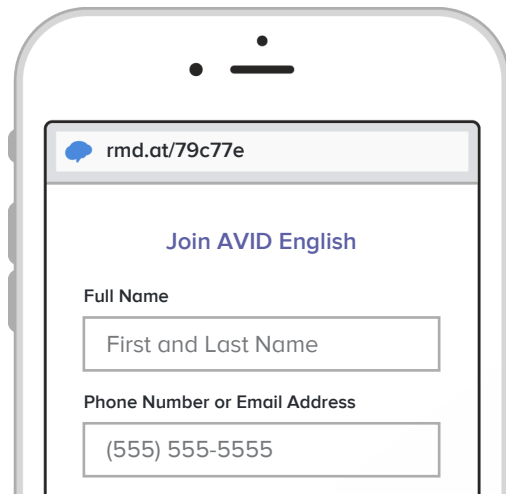 rmd.at/79c77e
Join AVID English
Full Name
First and Last Name
Phone Number or Email Address
(555) 555-5555